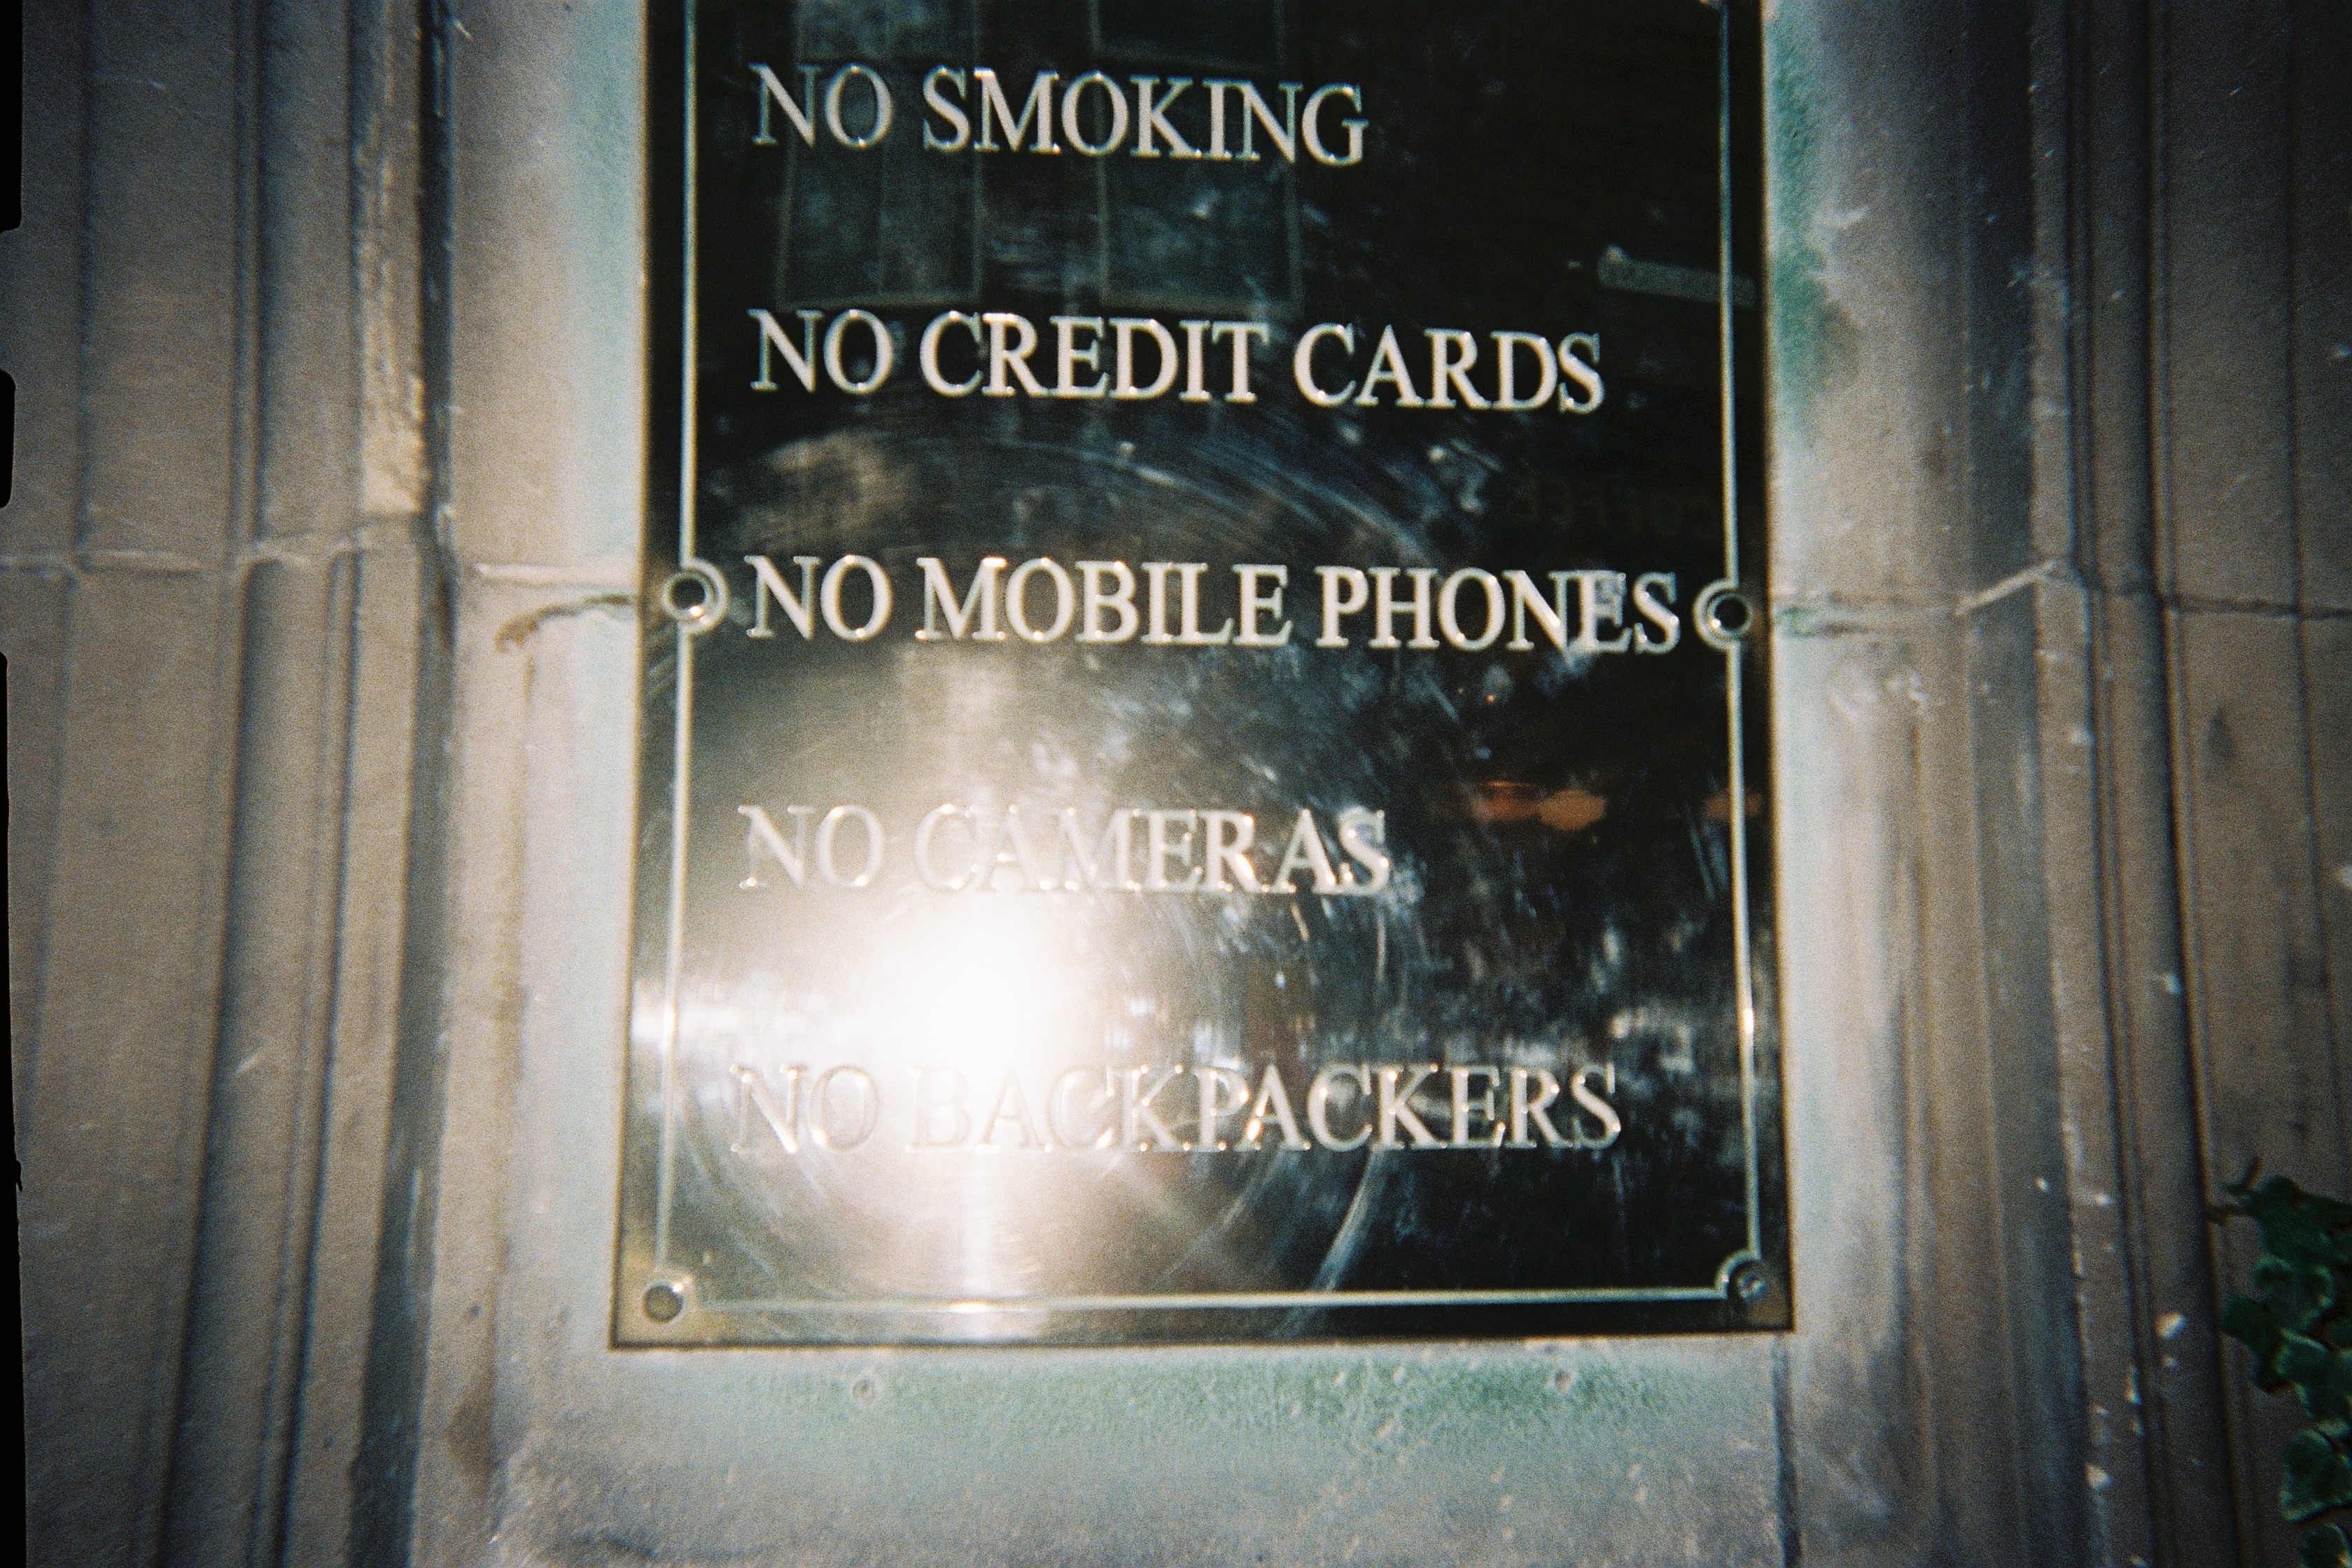 NO SMOKING
NO CREDIT CARDS
NO MOBILE PHONES
NO CAMERAS
NO BACKPACKERS